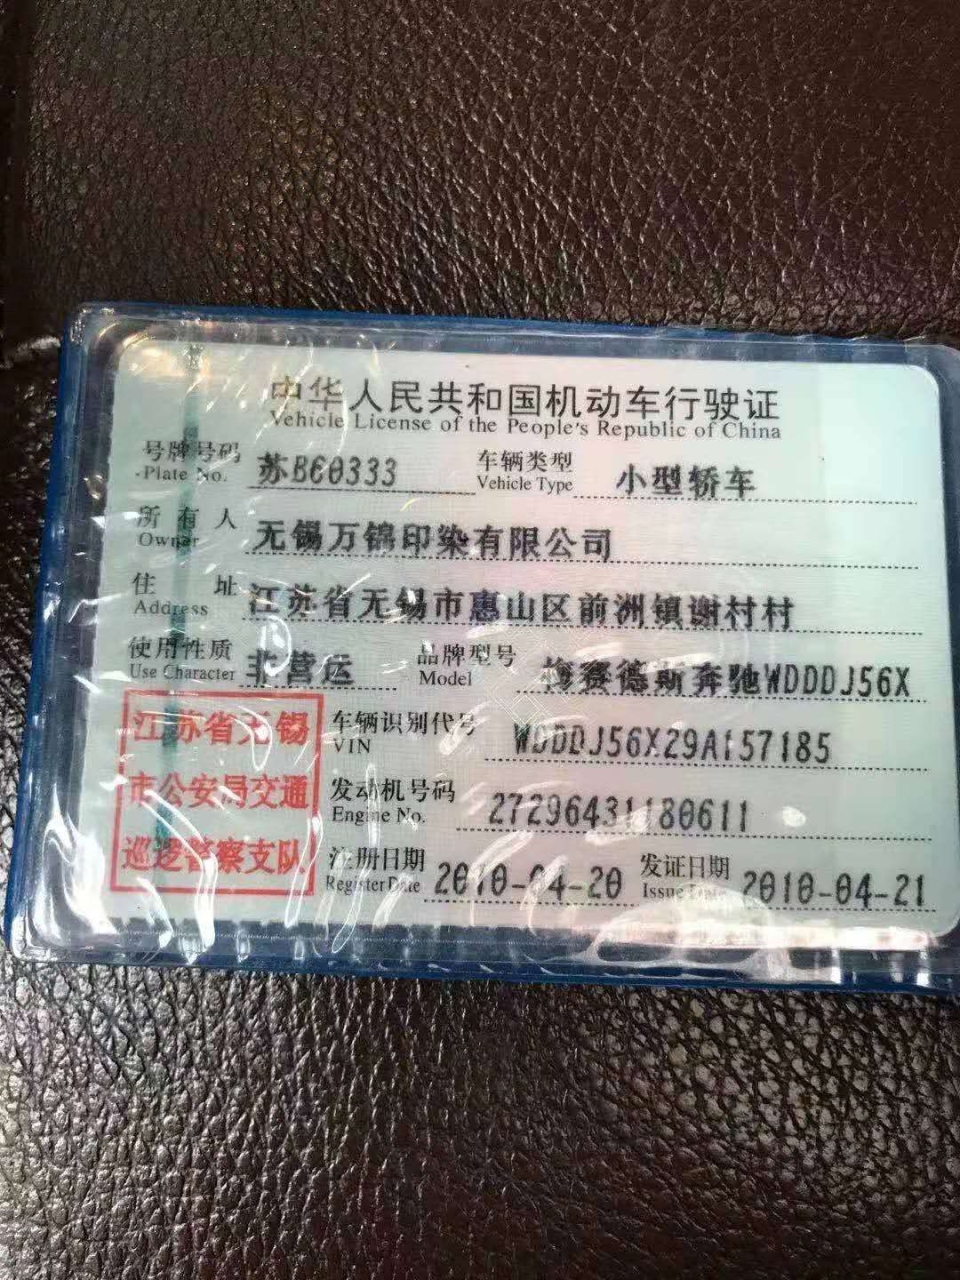 中华人民共和国机动车行驶证
Vehicle License of the People's Republic of China
号牌号码 苏B60333 车辆类型 小型轿车
Plate No. Vehicle Type
所有人 无锡万锦印染有限公司
Owner
住址 江苏省无锡市惠山区前洲镇谢村村
Address
使用性质 非营运 品牌型号 梅赛德斯奔驰WDDDJ56X
Use Character Model
车辆识别代号 WDDDJ56X29A157185
VIN
发动机号码 27296431180611
Engine No.
注册日期 2010-04-20 发证日期 2010-04-21
Register Date Issue Date
江苏省无锡
市公安局交通
巡逻警察支队